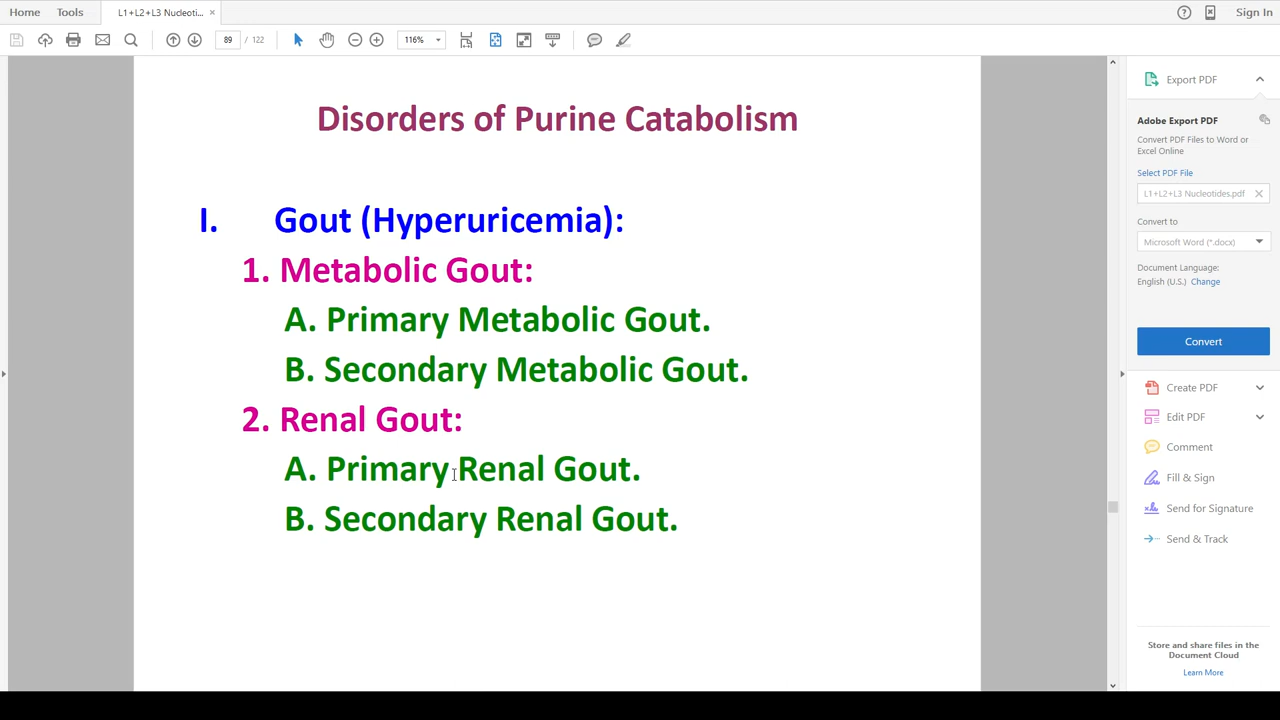 Home Tools L1+L2+L3 Nucleoti... × Sign In
89 / 122 116%
Disorders of Purine Catabolism
I. Gout (Hyperuricemia):
1. Metabolic Gout:
A. Primary Metabolic Gout.
B. Secondary Metabolic Gout.
2. Renal Gout:
A. Primary Renal Gout.
B. Secondary Renal Gout.
Export PDF
Adobe Export PDF
Convert PDF Files to Word or
Excel Online
Select PDF File
L1+L2+L3 Nucleotides.pdf
Convert to
Microsoft Word (*.docx)
Document Language:
English (U.S.) Change
Convert
Create PDF
Edit PDF
Comment
Fill & Sign
Send for Signature
Send & Track
Store and share files in the
Document Cloud
Learn More